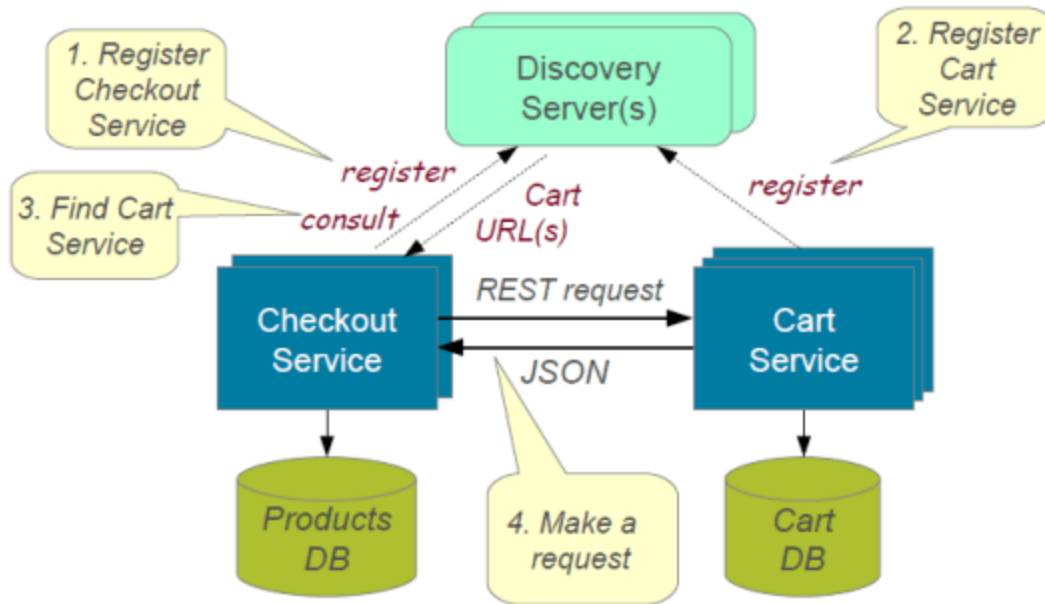 1. Register
Checkout
Service
Discovery
Server(s)
2. Register
Cart
Service
register
consult
Cart
URL(s)
register
3. Find Cart
Service
REST request
Checkout
Service
Cart
Service
JSON
Products
DB
4. Make a
request
Cart
DB